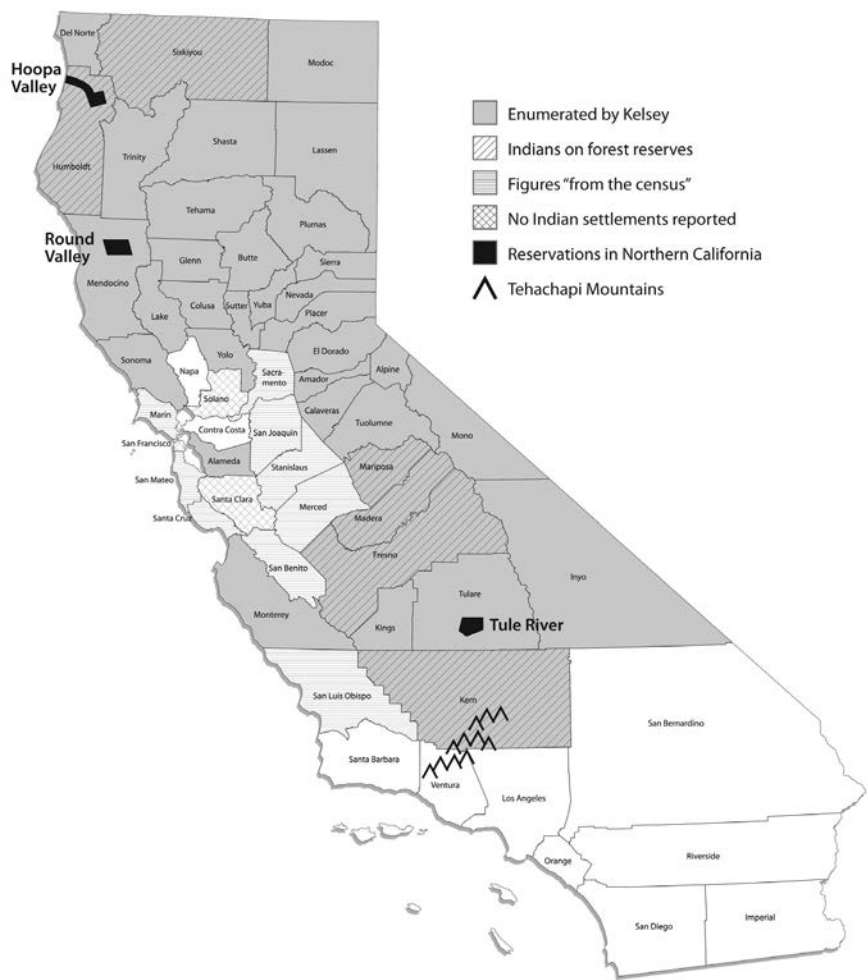 Del Norte
Siskiyou
Modoc
Hoopa
Valley
Enumerated by Kelsey
Indians on forest reserves
Figures "from the census"
No Indian settlements reported
Reservations in Northern California
Tehachapi Mountains
Humboldt
Trinity
Shasta
Lassen
Tehama
Plumas
Round
Valley
Mendocino
Glenn
Butte
Sierra
Lake
Colusa
Sutter
Yuba
Nevada
Placer
Sonoma
Napa
Yolo
Sacra-
mento
El Dorado
Alpine
Solano
Amador
Marin
Contra Costa
San Joaquin
Calaveras
Tuolumne
Mono
San Francisco
Alameda
Stanislaus
Mariposa
San Mateo
Santa Clara
Merced
Madera
Santa Cruz
Fresno
San Benito
Inyo
Monterey
Kings
Tulare
Tule River
San Luis Obispo
Kern
San Bernardino
Santa Barbara
Ventura
Los Angeles
Orange
Riverside
San Diego
Imperial